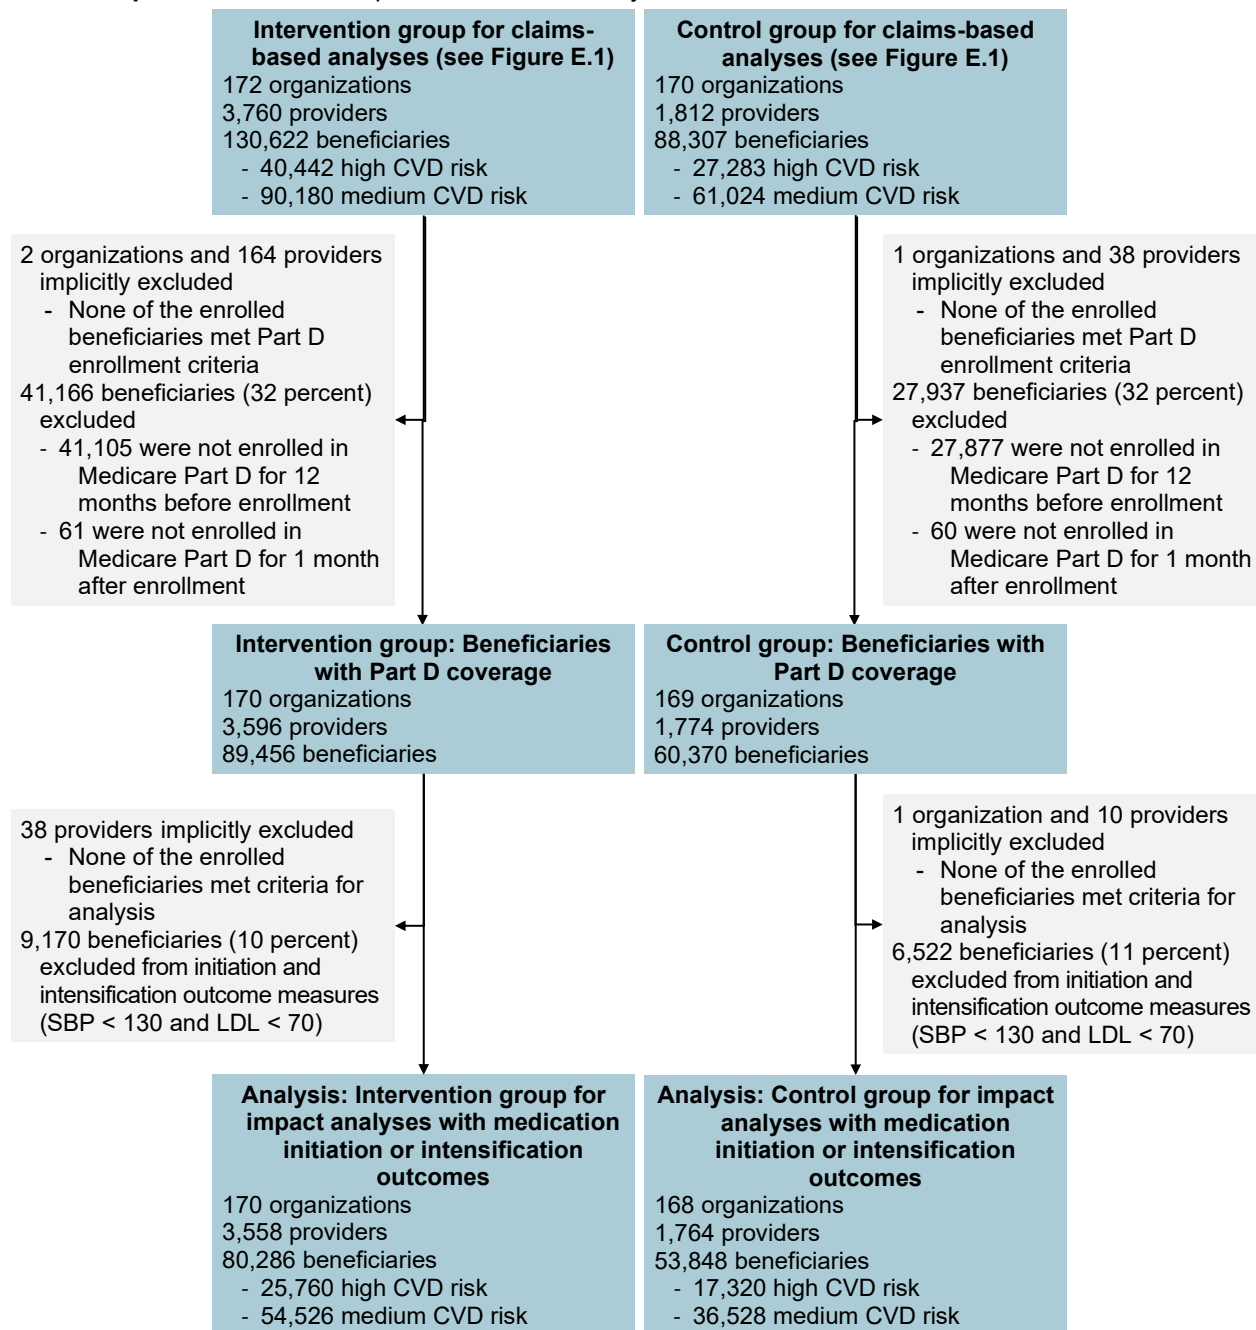 Intervention group for claims-
based analyses (see Figure E.1)
172 organizations
3,760 providers
130,622 beneficiaries
- 40,442 high CVD risk
- 90,180 medium CVD risk
Control group for claims-based
analyses (see Figure E.1)
170 organizations
1,812 providers
88,307 beneficiaries
- 27,283 high CVD risk
- 61,024 medium CVD risk
2 organizations and 164 providers
implicitly excluded
- None of the enrolled
beneficiaries met Part D
enrollment criteria
41,166 beneficiaries (32 percent)
excluded
- 41,105 were not enrolled in
Medicare Part D for 12
months before enrollment
- 61 were not enrolled in
Medicare Part D for 1 month
after enrollment
1 organizations and 38 providers
implicitly excluded
- None of the enrolled
beneficiaries met Part D
enrollment criteria
27,937 beneficiaries (32 percent)
excluded
- 27,877 were not enrolled in
Medicare Part D for 12
months before enrollment
- 60 were not enrolled in
Medicare Part D for 1 month
after enrollment
Intervention group: Beneficiaries
with Part D coverage
170 organizations
3,596 providers
89,456 beneficiaries
Control group: Beneficiaries with
Part D coverage
169 organizations
1,774 providers
60,370 beneficiaries
38 providers implicitly excluded
- None of the enrolled
beneficiaries met criteria for
analysis
9,170 beneficiaries (10 percent)
excluded from initiation and
intensification outcome measures
(SBP < 130 and LDL < 70)
1 organization and 10 providers
implicitly excluded
- None of the enrolled
beneficiaries met criteria for
analysis
6,522 beneficiaries (11 percent)
excluded from initiation and
intensification outcome measures
(SBP < 130 and LDL < 70)
Analysis: Intervention group for
impact analyses with medication
initiation or intensification
outcomes
170 organizations
3,558 providers
80,286 beneficiaries
- 25,760 high CVD risk
- 54,526 medium CVD risk
Analysis: Control group for impact
analyses with medication
initiation or intensification
outcomes
168 organizations
1,764 providers
53,848 beneficiaries
- 17,320 high CVD risk
- 36,528 medium CVD risk